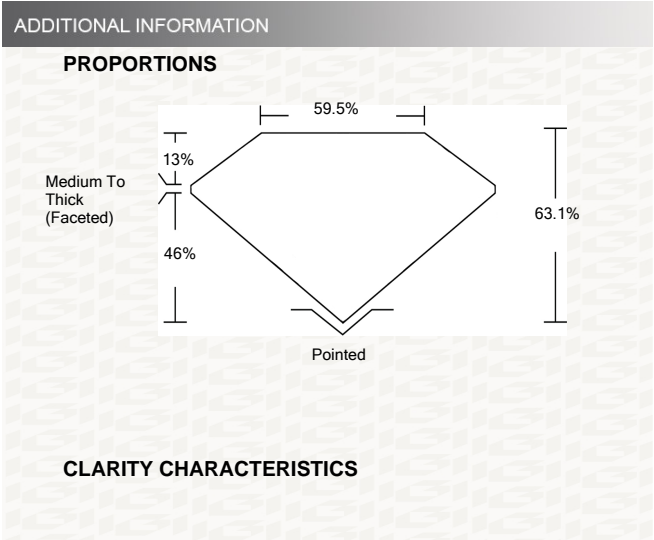 ADDITIONAL INFORMATION
PROPORTIONS
59.5%
13%
Medium To
Thick
(Faceted)
63.1%
46%
Pointed
CLARITY CHARACTERISTICS